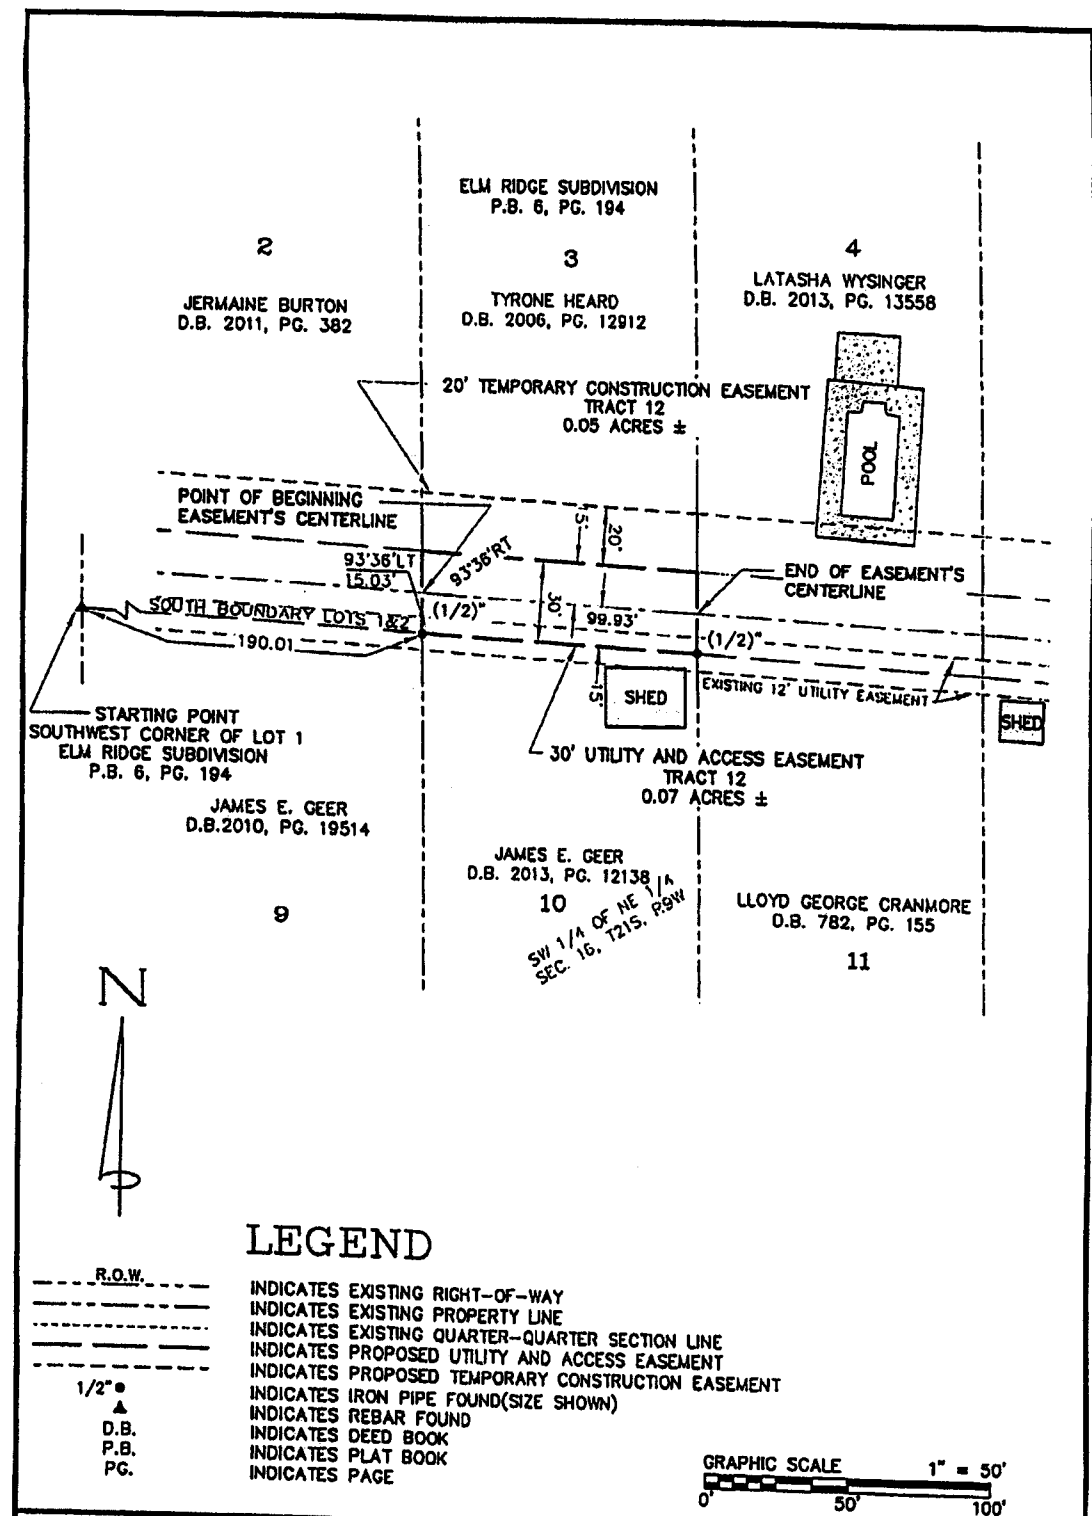 ELM RIDGE SUBDIVISION
P.B. 6, PG. 194
2
3
4
JERMAINE BURTON
D.B. 2011, PG. 382
TYRONE HEARD
D.B. 2006, PG. 12912
LATASHA WYSINGER
D.B. 2013, PG. 13558
20' TEMPORARY CONSTRUCTION EASEMENT
TRACT 12
0.05 ACRES ±
POOL
POINT OF BEGINNING
EASEMENT'S CENTERLINE
5'
20'
93°36'LT
15.03'
93°36'RT
END OF EASEMENT'S
CENTERLINE
SOUTH BOUNDARY LOTS 1&2
(1/2)"
30'
99.93'
(1/2)"
190.01
15'
SHED
EXISTING 12' UTILITY EASEMENT
SHED
STARTING POINT
SOUTHWEST CORNER OF LOT 1
ELM RIDGE SUBDIVISION
P.B. 6, PG. 194
30' UTILITY AND ACCESS EASEMENT
TRACT 12
0.07 ACRES ±
JAMES E. GEER
D.B.2010, PG. 19514
9
JAMES E. GEER
D.B. 2013, PG. 12138
10
SW 1/4 OF NE 1/4
SEC. 16, T21S, R9W
LLOYD GEORGE CRANMORE
D.B. 782, PG. 155
11
N
LEGEND
R.O.W. INDICATES EXISTING RIGHT-OF-WAY
INDICATES EXISTING PROPERTY LINE
INDICATES EXISTING QUARTER-QUARTER SECTION LINE
INDICATES PROPOSED UTILITY AND ACCESS EASEMENT
INDICATES PROPOSED TEMPORARY CONSTRUCTION EASEMENT
1/2" INDICATES IRON PIPE FOUND(SIZE SHOWN)
INDICATES REBAR FOUND
D.B. INDICATES DEED BOOK
P.B. INDICATES PLAT BOOK
PG. INDICATES PAGE
GRAPHIC SCALE 1" = 50'
0' 50' 100'